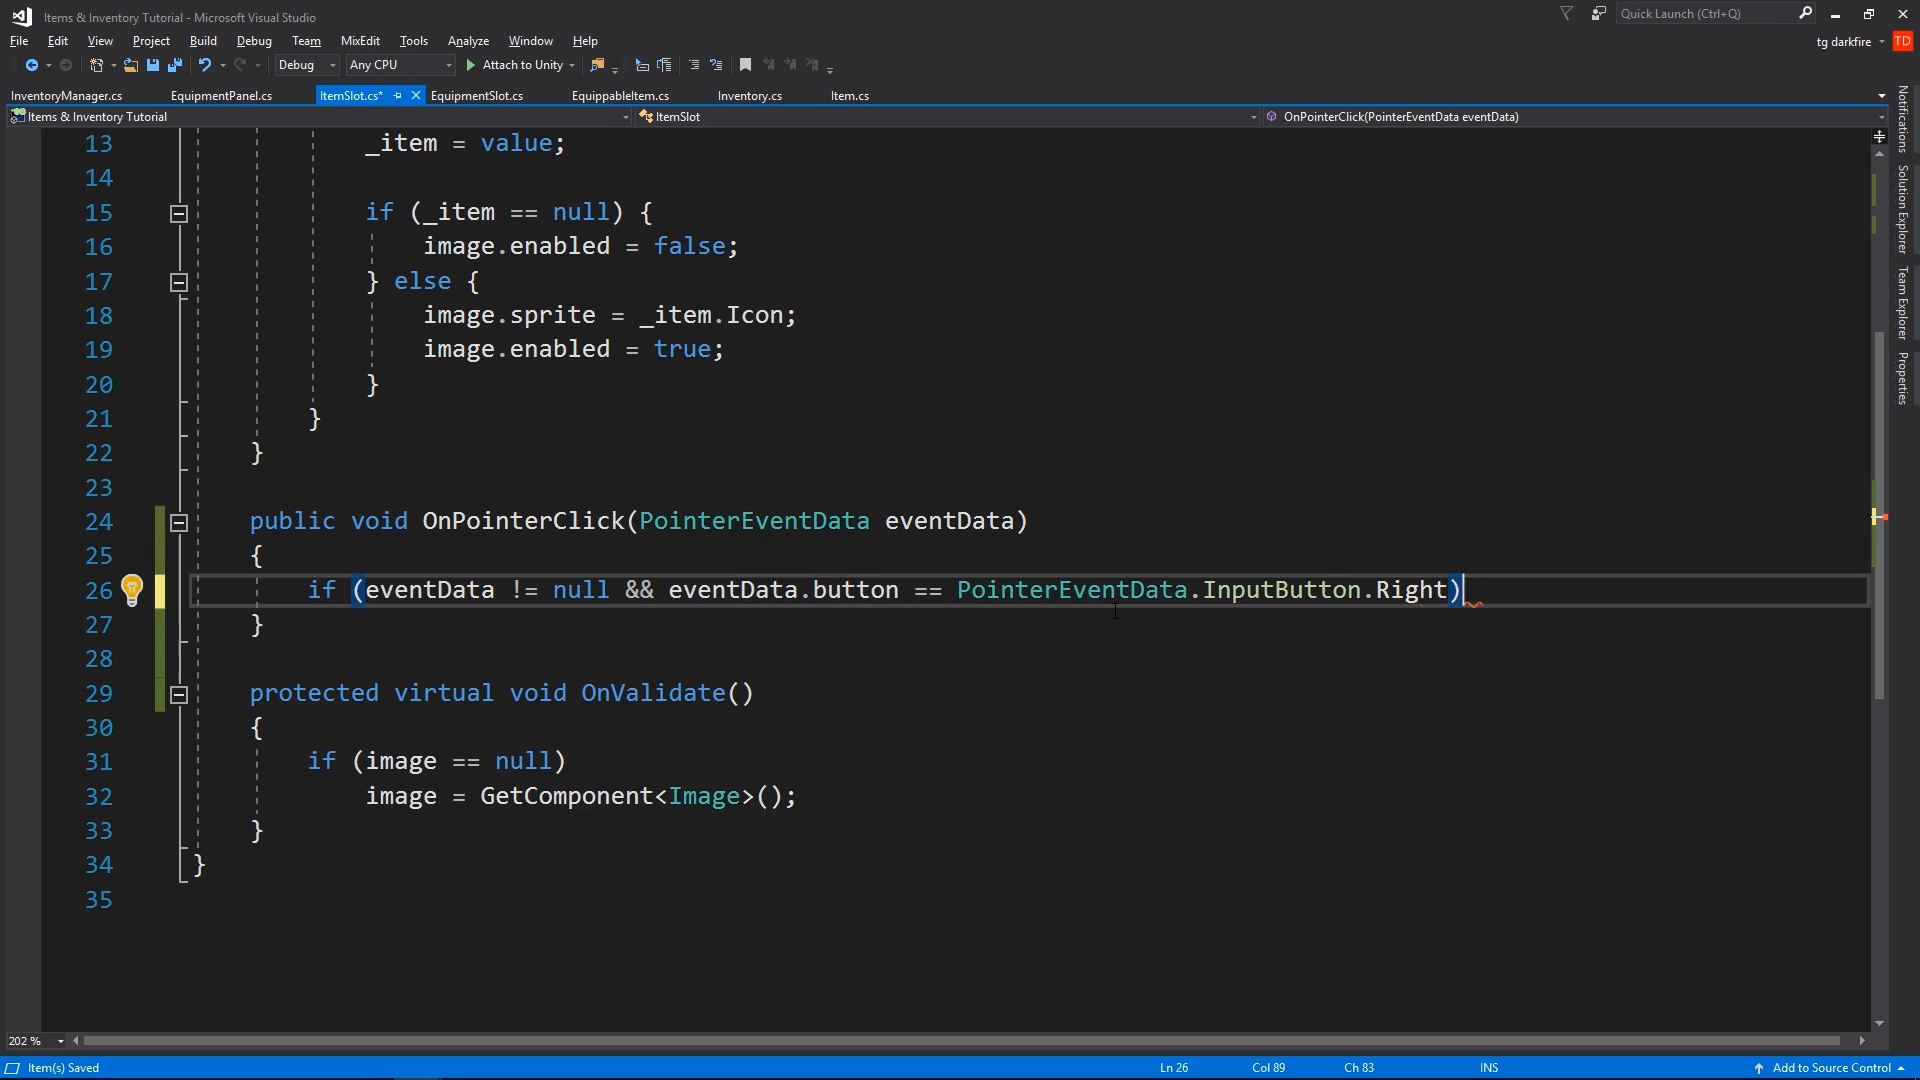 Items & Inventory Tutorial - Microsoft Visual Studio
Quick Launch (Ctrl+Q)
File Edit View Project Build Debug Team MixEdit Tools Analyze Window Help
tg darkfire TD
Debug Any CPU Attach to Unity
InventoryManager.cs EquipmentPanel.cs ItemSlot.cs* EquipmentSlot.cs EquippableItem.cs Inventory.cs Item.cs
Items & Inventory Tutorial ItemSlot OnPointerClick(PointerEventData eventData)
13 _item = value;
14
15 if (_item == null) {
16 image.enabled = false;
17 } else {
18 image.sprite = _item.Icon;
19 image.enabled = true;
20 }
21 }
22 }
23
24 public void OnPointerClick(PointerEventData eventData)
25 {
26 if (eventData != null && eventData.button == PointerEventData.InputButton.Right)
27 }
28
29 protected virtual void OnValidate()
30 {
31 if (image == null)
32 image = GetComponent<Image>();
33 }
34 }
35
Notifications
Solution Explorer
Team Explorer
Properties
202 %
Item(s) Saved Ln 26 Col 89 Ch 83 INS Add to Source Control